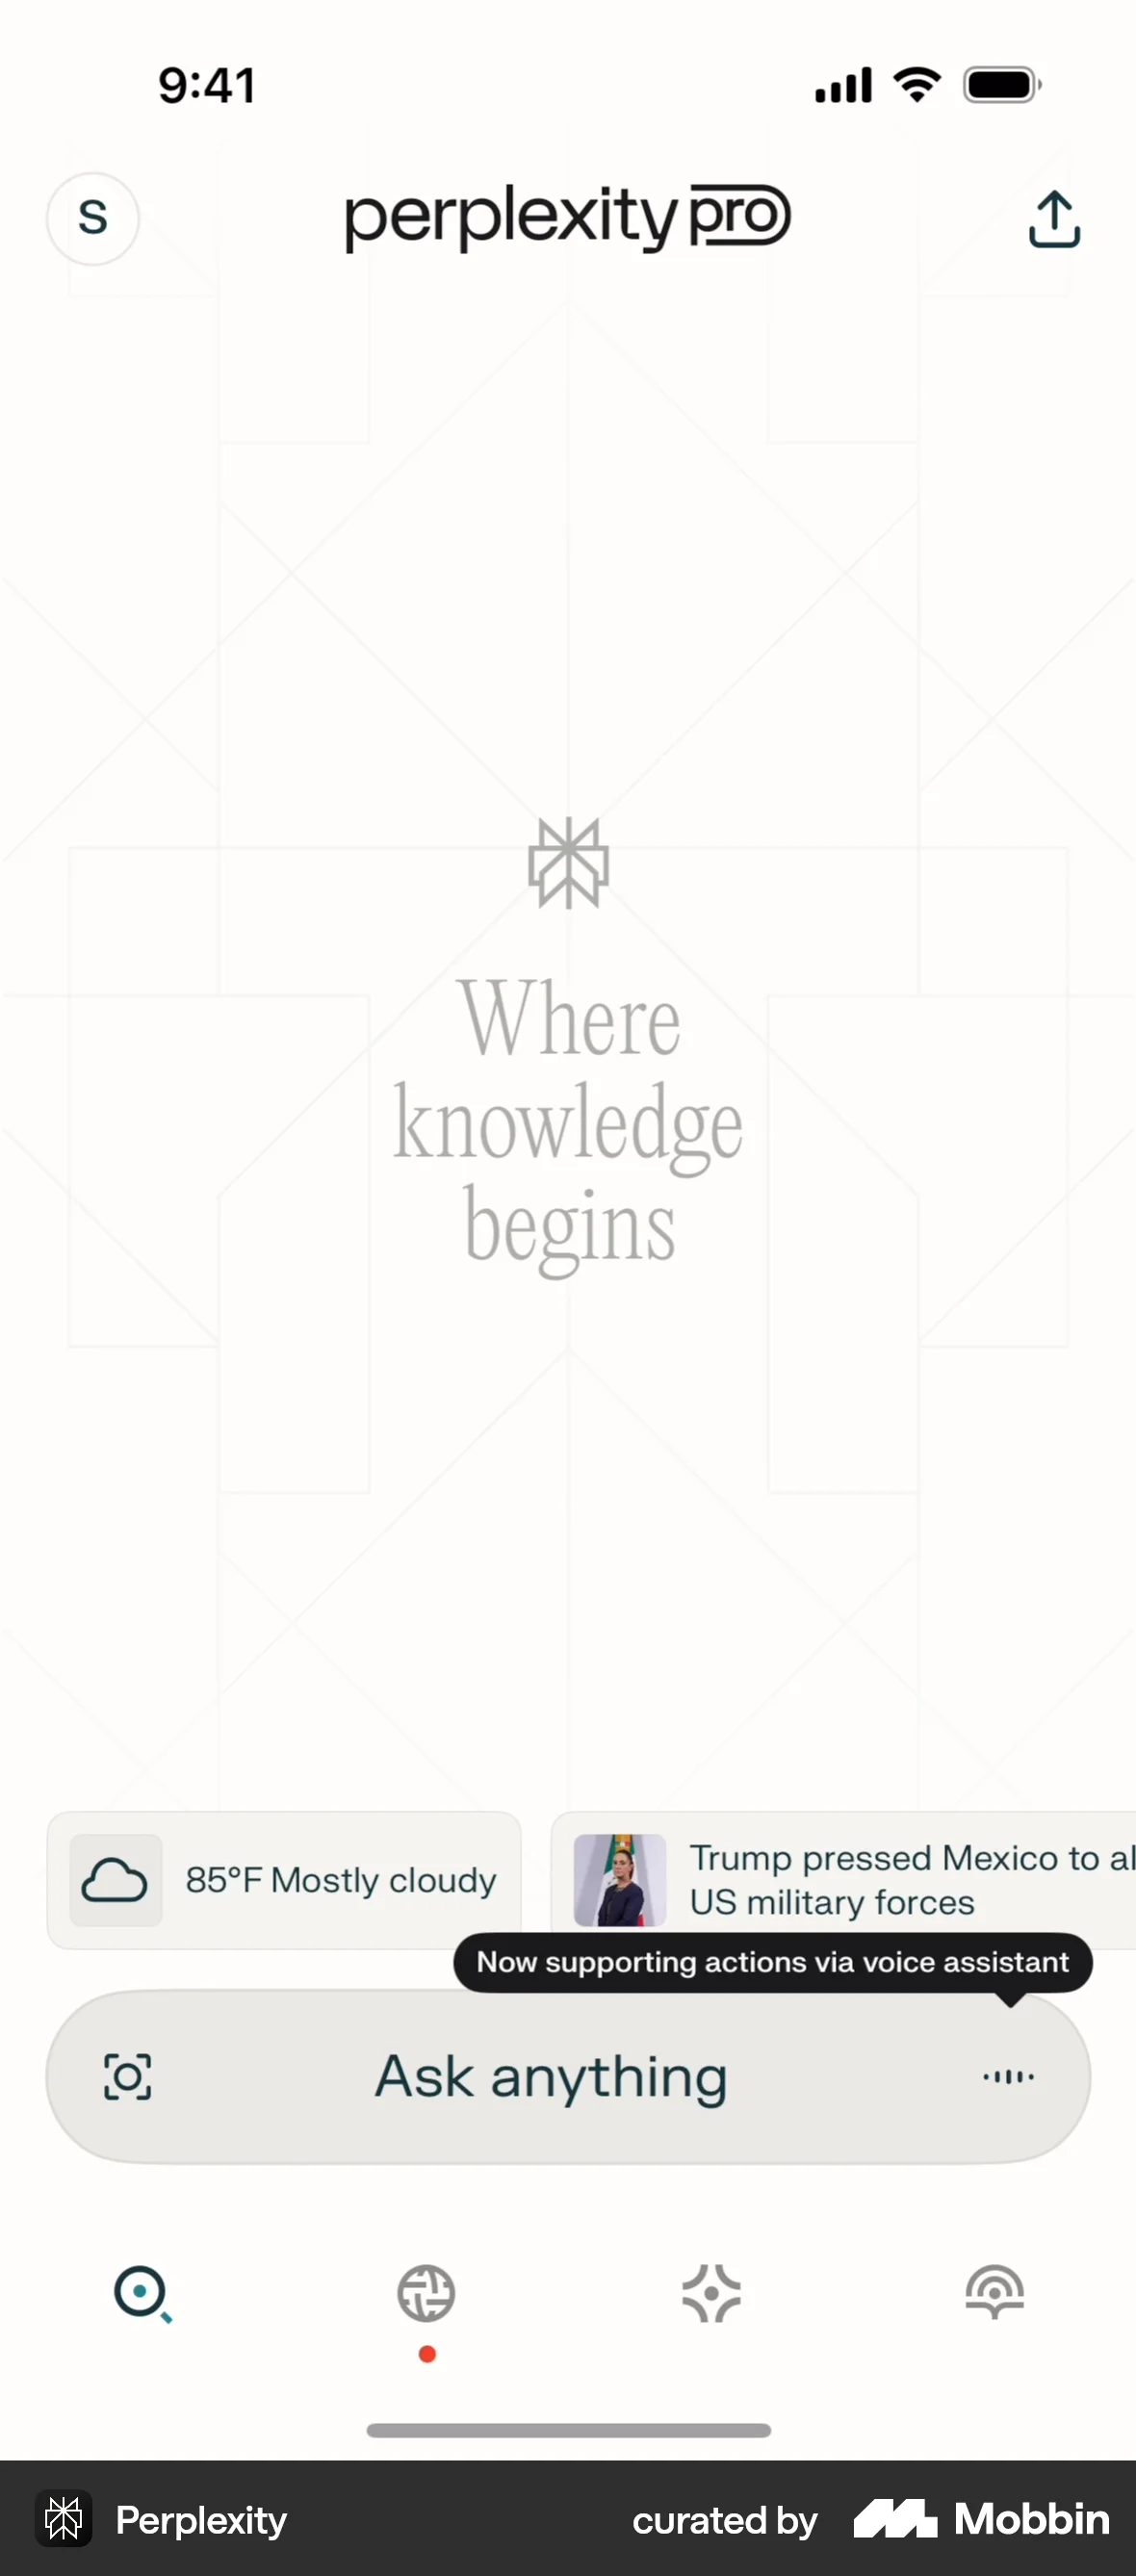 9:41
S
perplexity pro
Where
knowledge
begins
85°F Mostly cloudy
Trump pressed Mexico to al
US military forces
Now supporting actions via voice assistant
Ask anything
Perplexity
curated by Mobbin